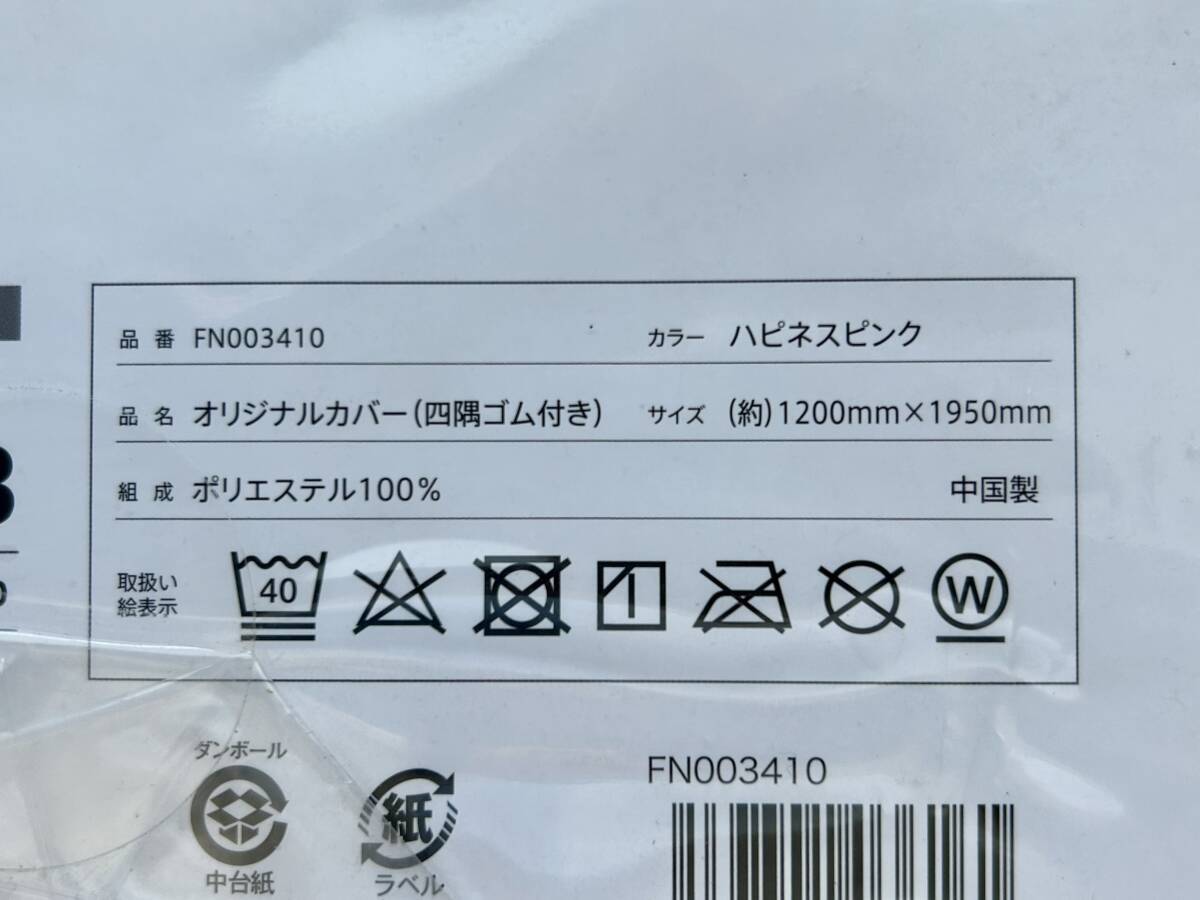 品番 FN003410 カラー ハピネスピンク
品名 オリジナルカバー(四隅ゴム付き) サイズ (約)1200mm×1950mm
組成 ポリエステル100% 中国製
取扱い
絵表示
40
W
ダンボール
中台紙
紙
ラベル
FN003410